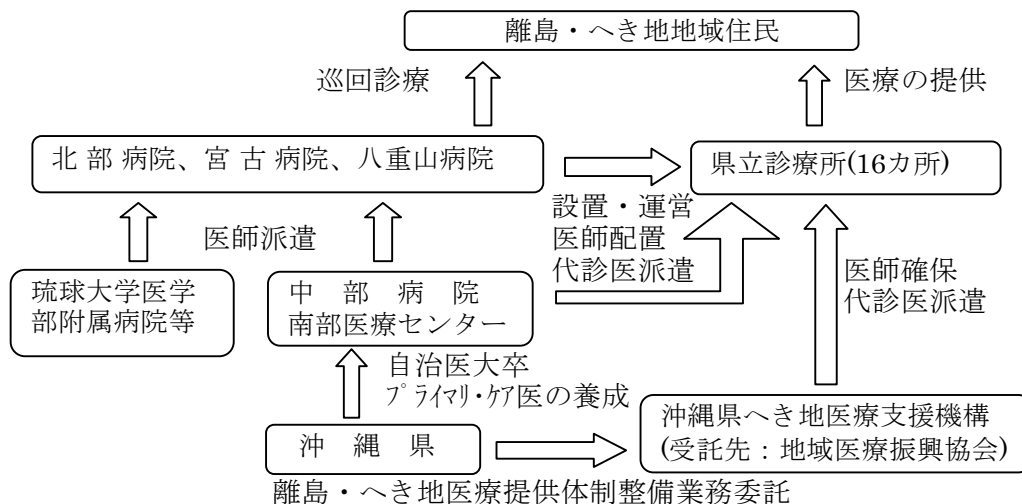 離島・へき地地域住民
巡回診療
医療の提供
北 部 病院、宮 古 病院、八重山病院
県立診療所(16カ所)
設置・運営
医師配置
代診医派遣
医師派遣
医師確保
代診医派遣
琉球大学医学
部附属病院等
中 部 病 院
南部医療センター
自治医大卒
ﾌﾟﾗｲﾏﾘ・ｹｱ医の養成
沖縄県へき地医療支援機構
(受託先：地域医療振興協会)
沖 縄 県
離島・へき地医療提供体制整備業務委託